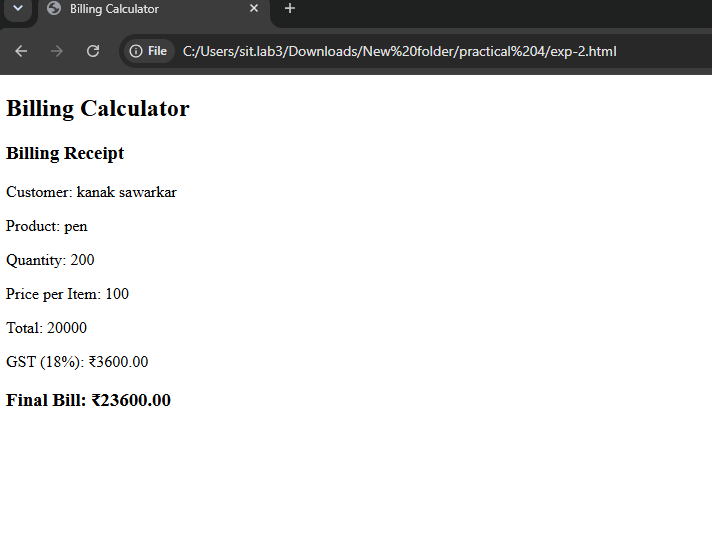 Billing Calculator
File
C:/Users/sit.lab3/Downloads/New%20folder/practical%204/exp-2.html
Billing Calculator
Billing Receipt
Customer: kanak sawarkar
Product: pen
Quantity: 200
Price per Item: 100
Total: 20000
GST (18%): ₹3600.00
Final Bill: ₹23600.00